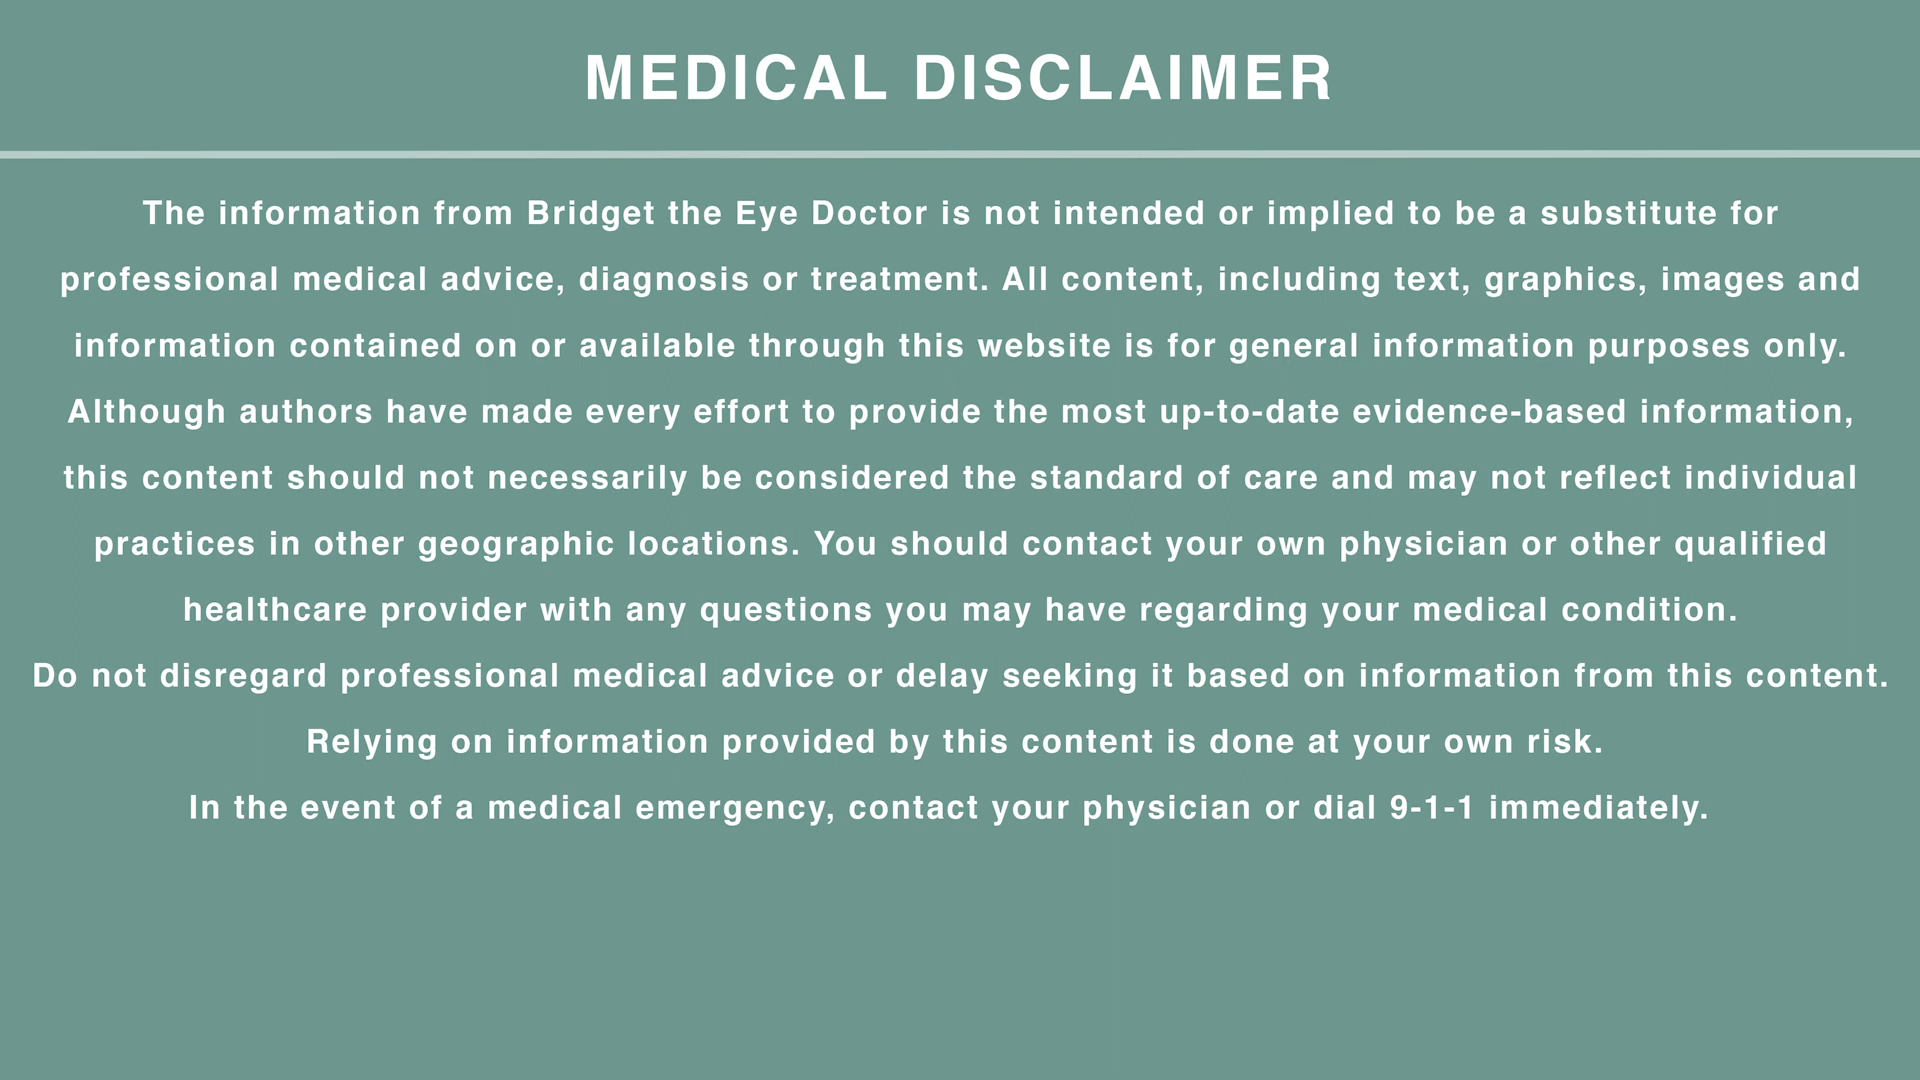 MEDICAL DISCLAIMER
The information from Bridget the Eye Doctor is not intended or implied to be a substitute for
professional medical advice, diagnosis or treatment. All content, including text, graphics, images and
information contained on or available through this website is for general information purposes only.
Although authors have made every effort to provide the most up-to-date evidence-based information,
this content should not necessarily be considered the standard of care and may not reflect individual
practices in other geographic locations. You should contact your own physician or other qualified
healthcare provider with any questions you may have regarding your medical condition.
Do not disregard professional medical advice or delay seeking it based on information from this content.
Relying on information provided by this content is done at your own risk.
In the event of a medical emergency, contact your physician or dial 9-1-1 immediately.